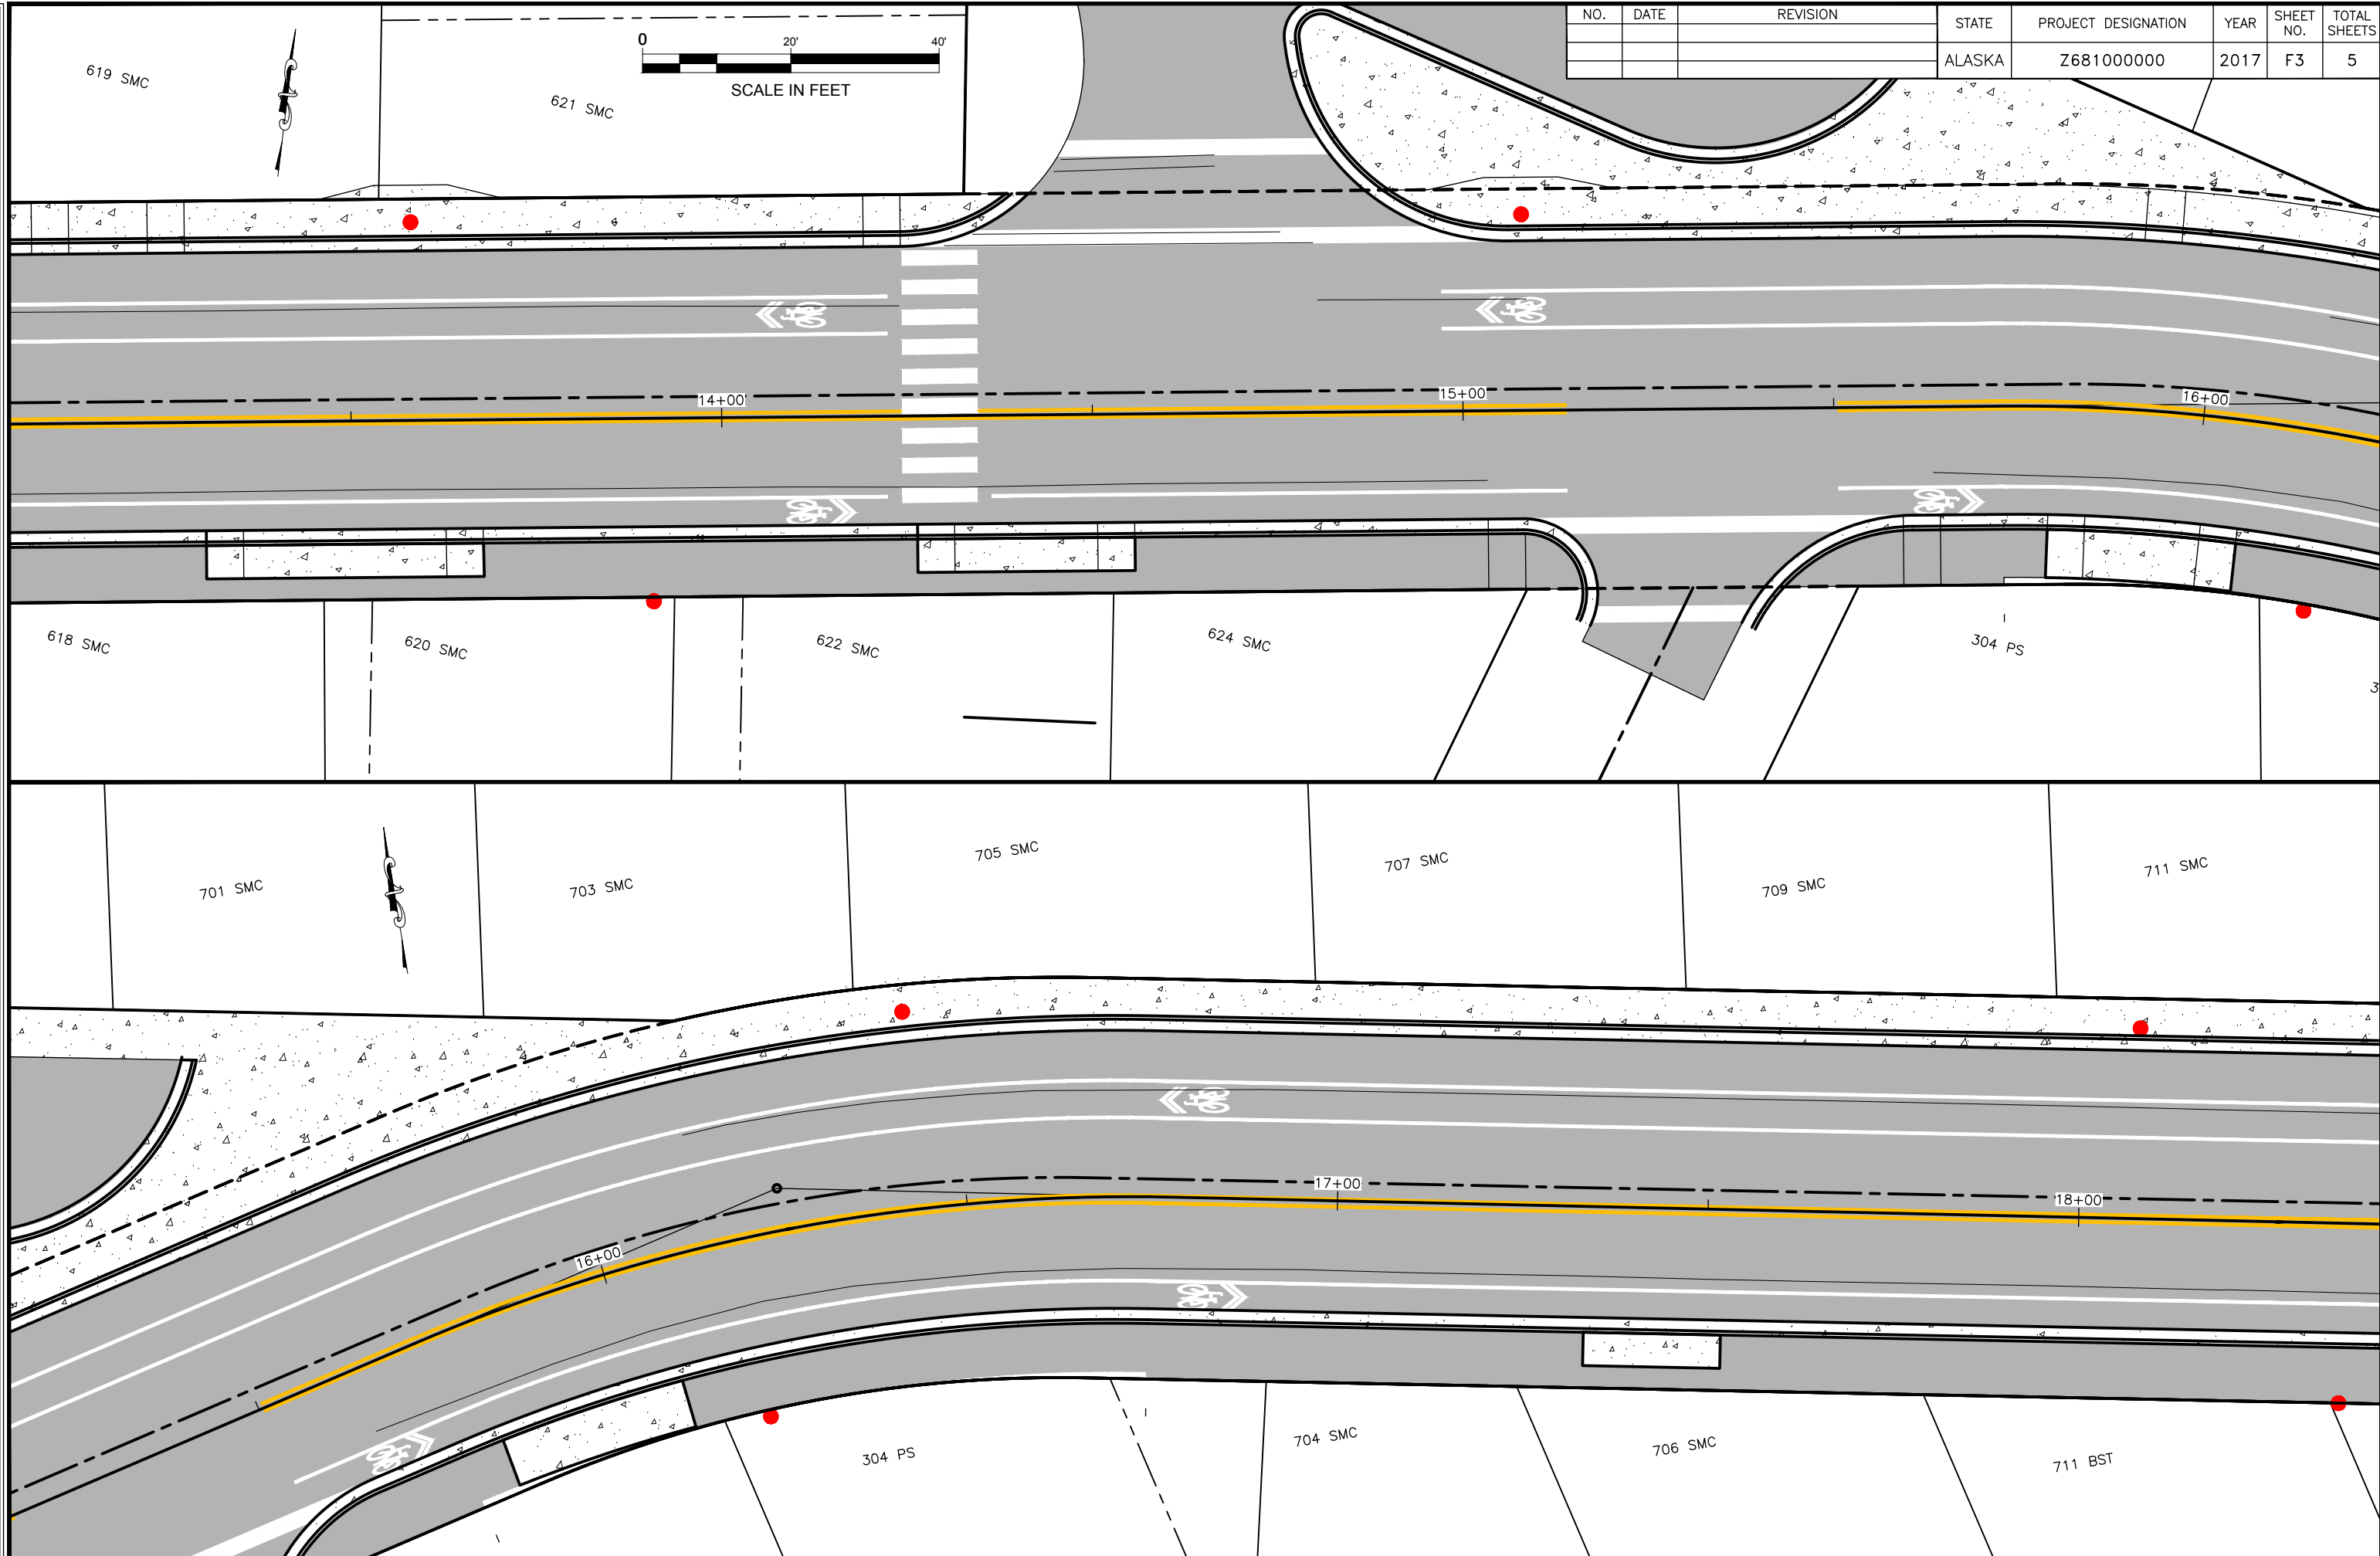 NO. DATE REVISION
STATE PROJECT DESIGNATION YEAR SHEET NO. TOTAL SHEETS
ALASKA Z681000000 2017 F3 5
0 20' 40'
SCALE IN FEET
619 SMC
621 SMC
14+00
15+00
16+00
618 SMC
620 SMC
622 SMC
624 SMC
304 PS
3
701 SMC
703 SMC
705 SMC
707 SMC
709 SMC
711 SMC
16+00
17+00
18+00
304 PS
704 SMC
706 SMC
711 BST